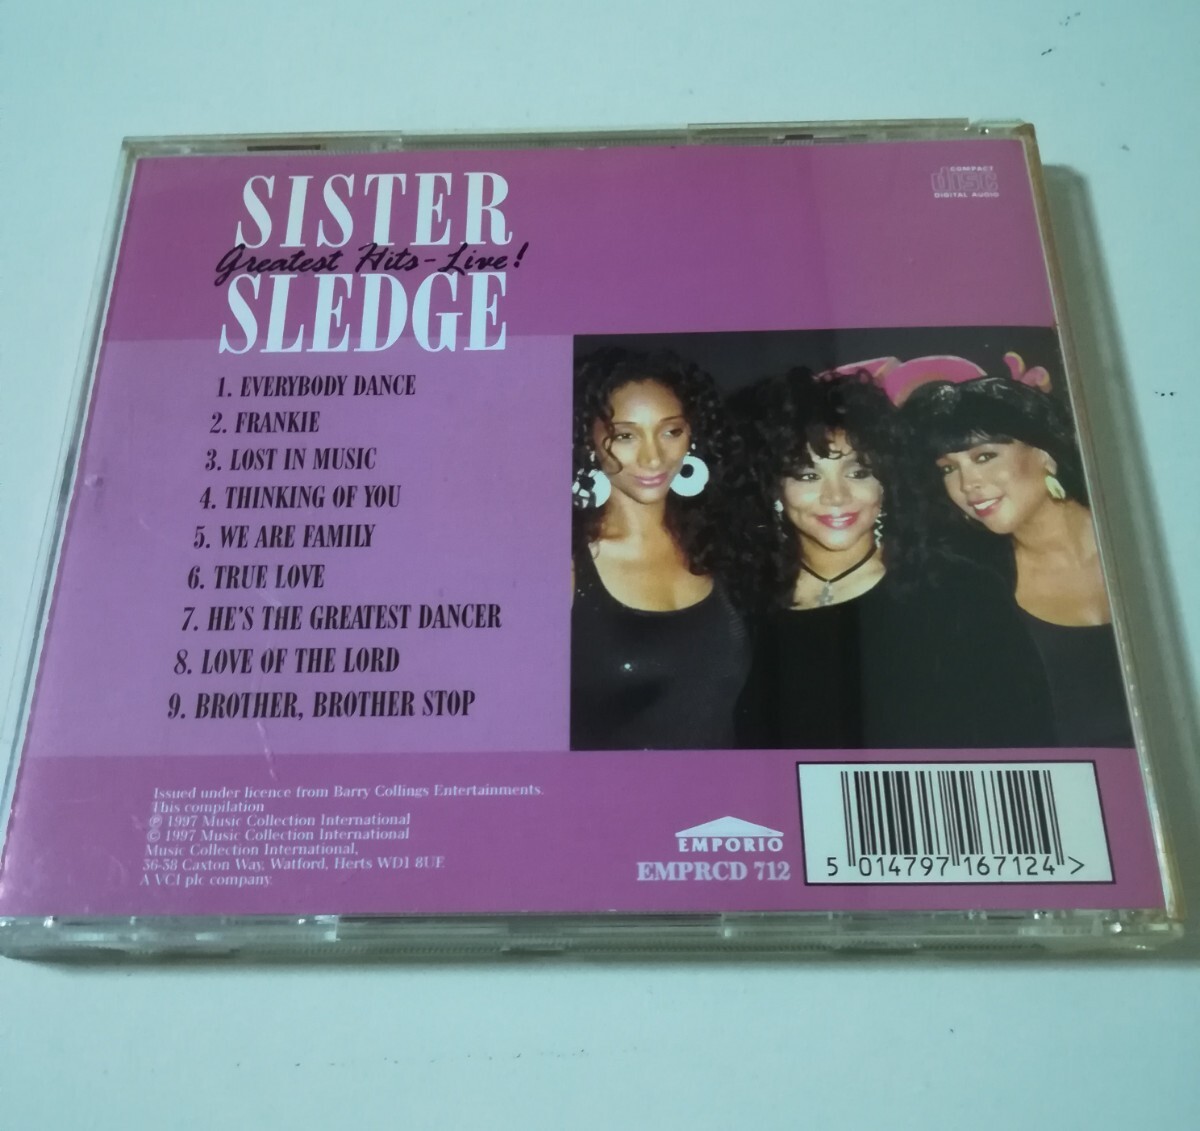 SISTER
Greatest Hits - Live!
SLEDGE
COMPACT
disc
DIGITAL AUDIO
1. EVERYBODY DANCE
2. FRANKIE
3. LOST IN MUSIC
4. THINKING OF YOU
5. WE ARE FAMILY
6. TRUE LOVE
7. HE'S THE GREATEST DANCER
8. LOVE OF THE LORD
9. BROTHER, BROTHER STOP
Issued under licence from Barry Collings Entertainments.
This compilation
℗ 1997 Music Collection International
© 1997 Music Collection International
Music Collection International,
36-38 Caxton Way, Watford, Herts WD1 8UF.
A VCI plc company.
EMPORIO
EMPRCD 712
5 014797 167124 >